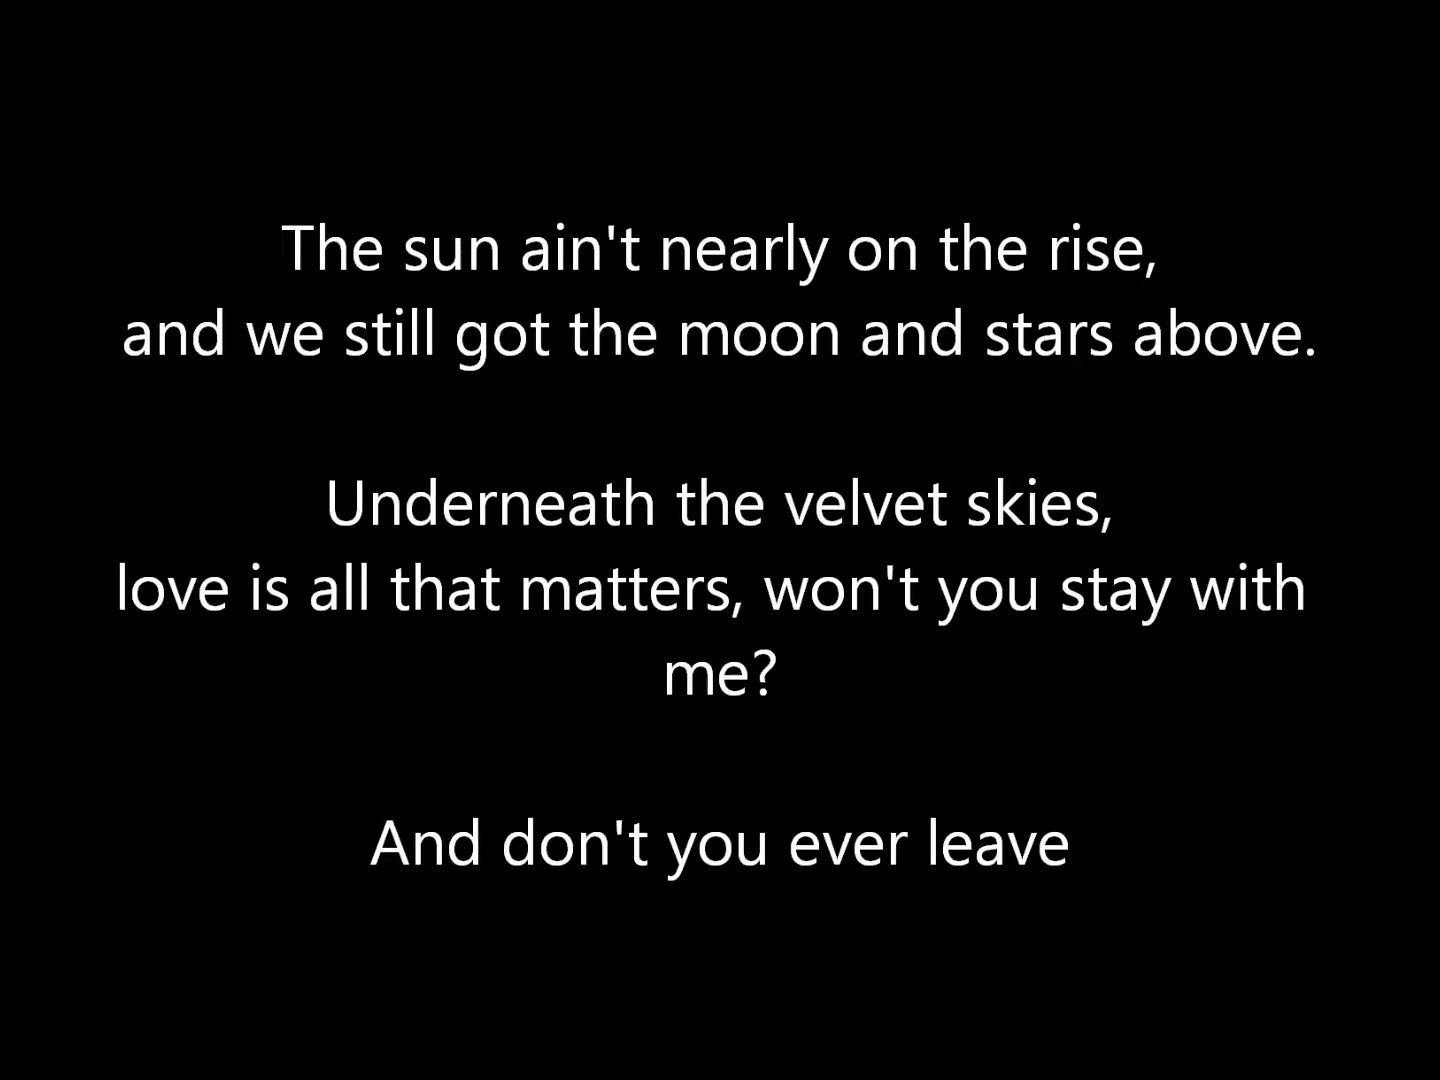 The sun ain't nearly on the rise,
and we still got the moon and stars above.
Underneath the velvet skies,
love is all that matters, won't you stay with
me?
And don't you ever leave